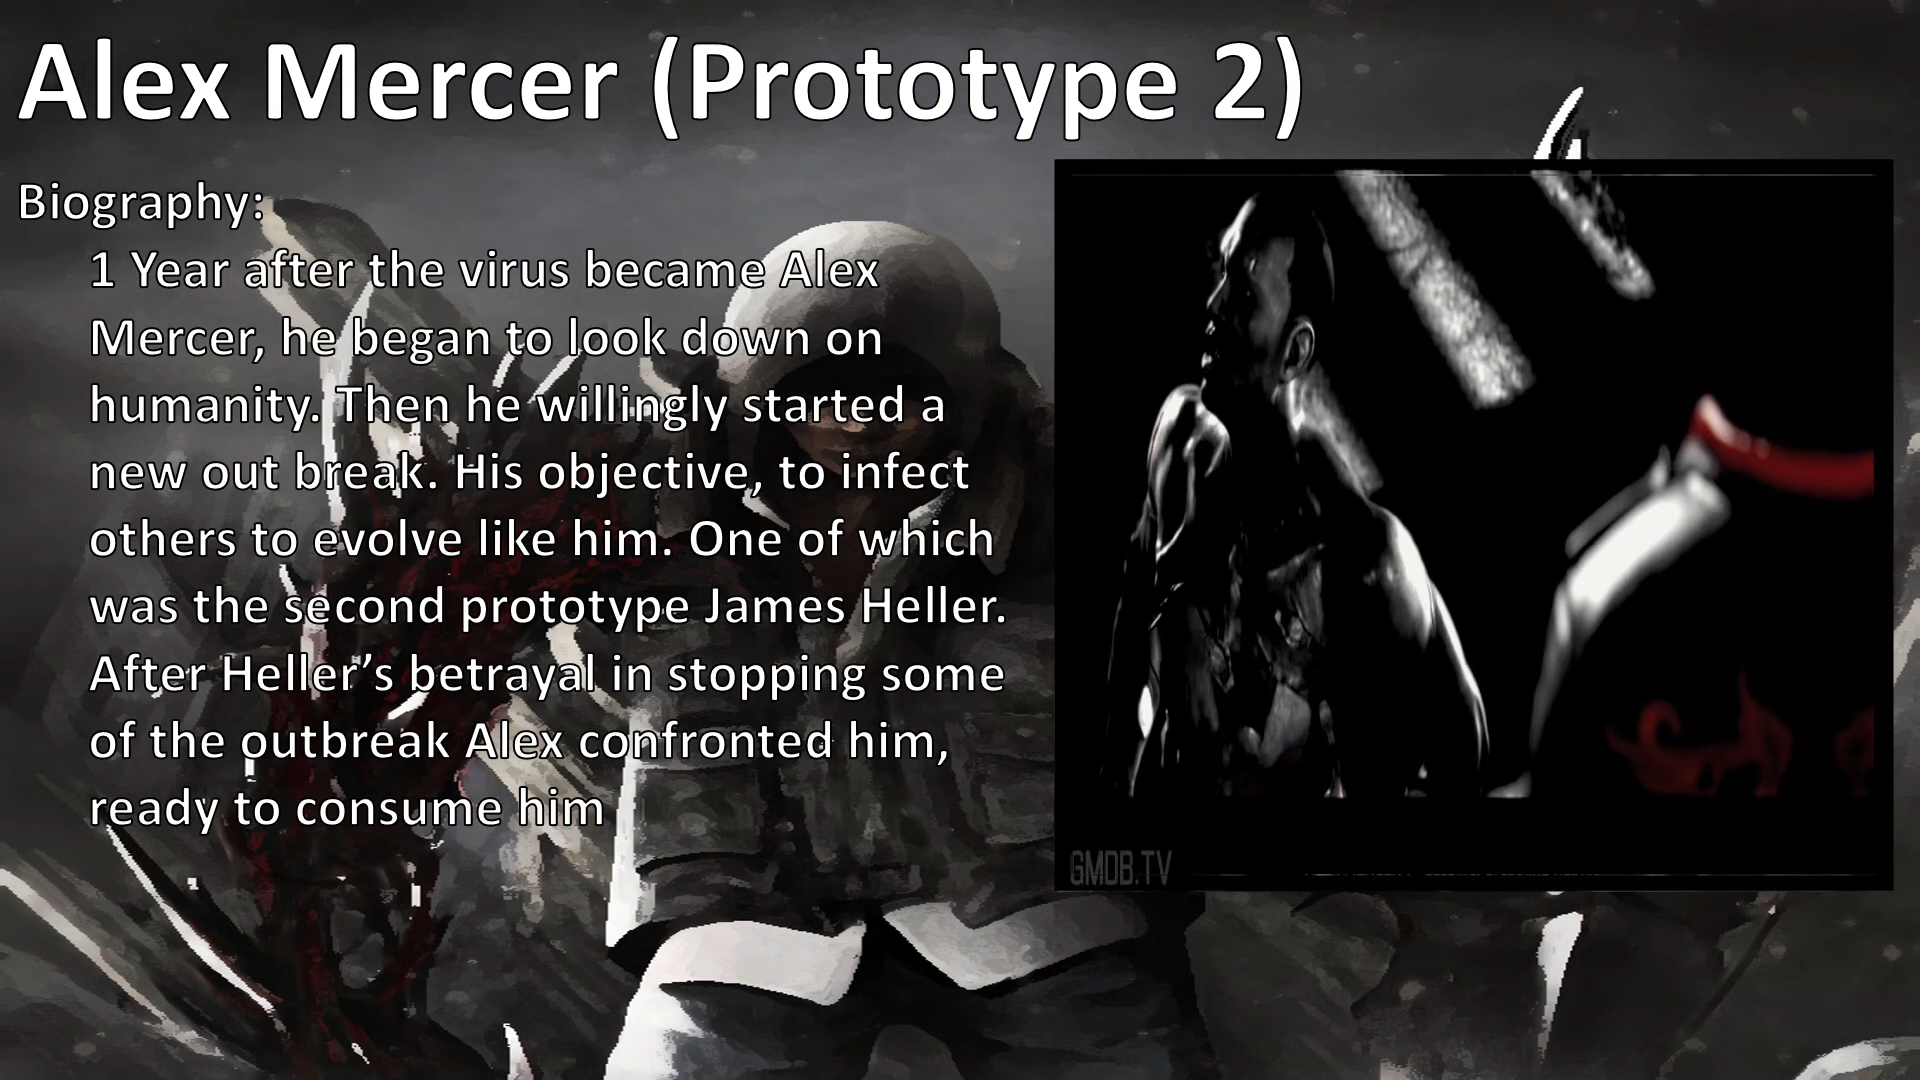 Alex Mercer (Prototype 2)
Biography:
1 Year after the virus became Alex
Mercer, he began to look down on
humanity. Then he willingly started a
new out break. His objective, to infect
others to evolve like him. One of which
was the second prototype James Heller.
After Heller’s betrayal in stopping some
of the outbreak Alex confronted him,
ready to consume him
GMDB.TV